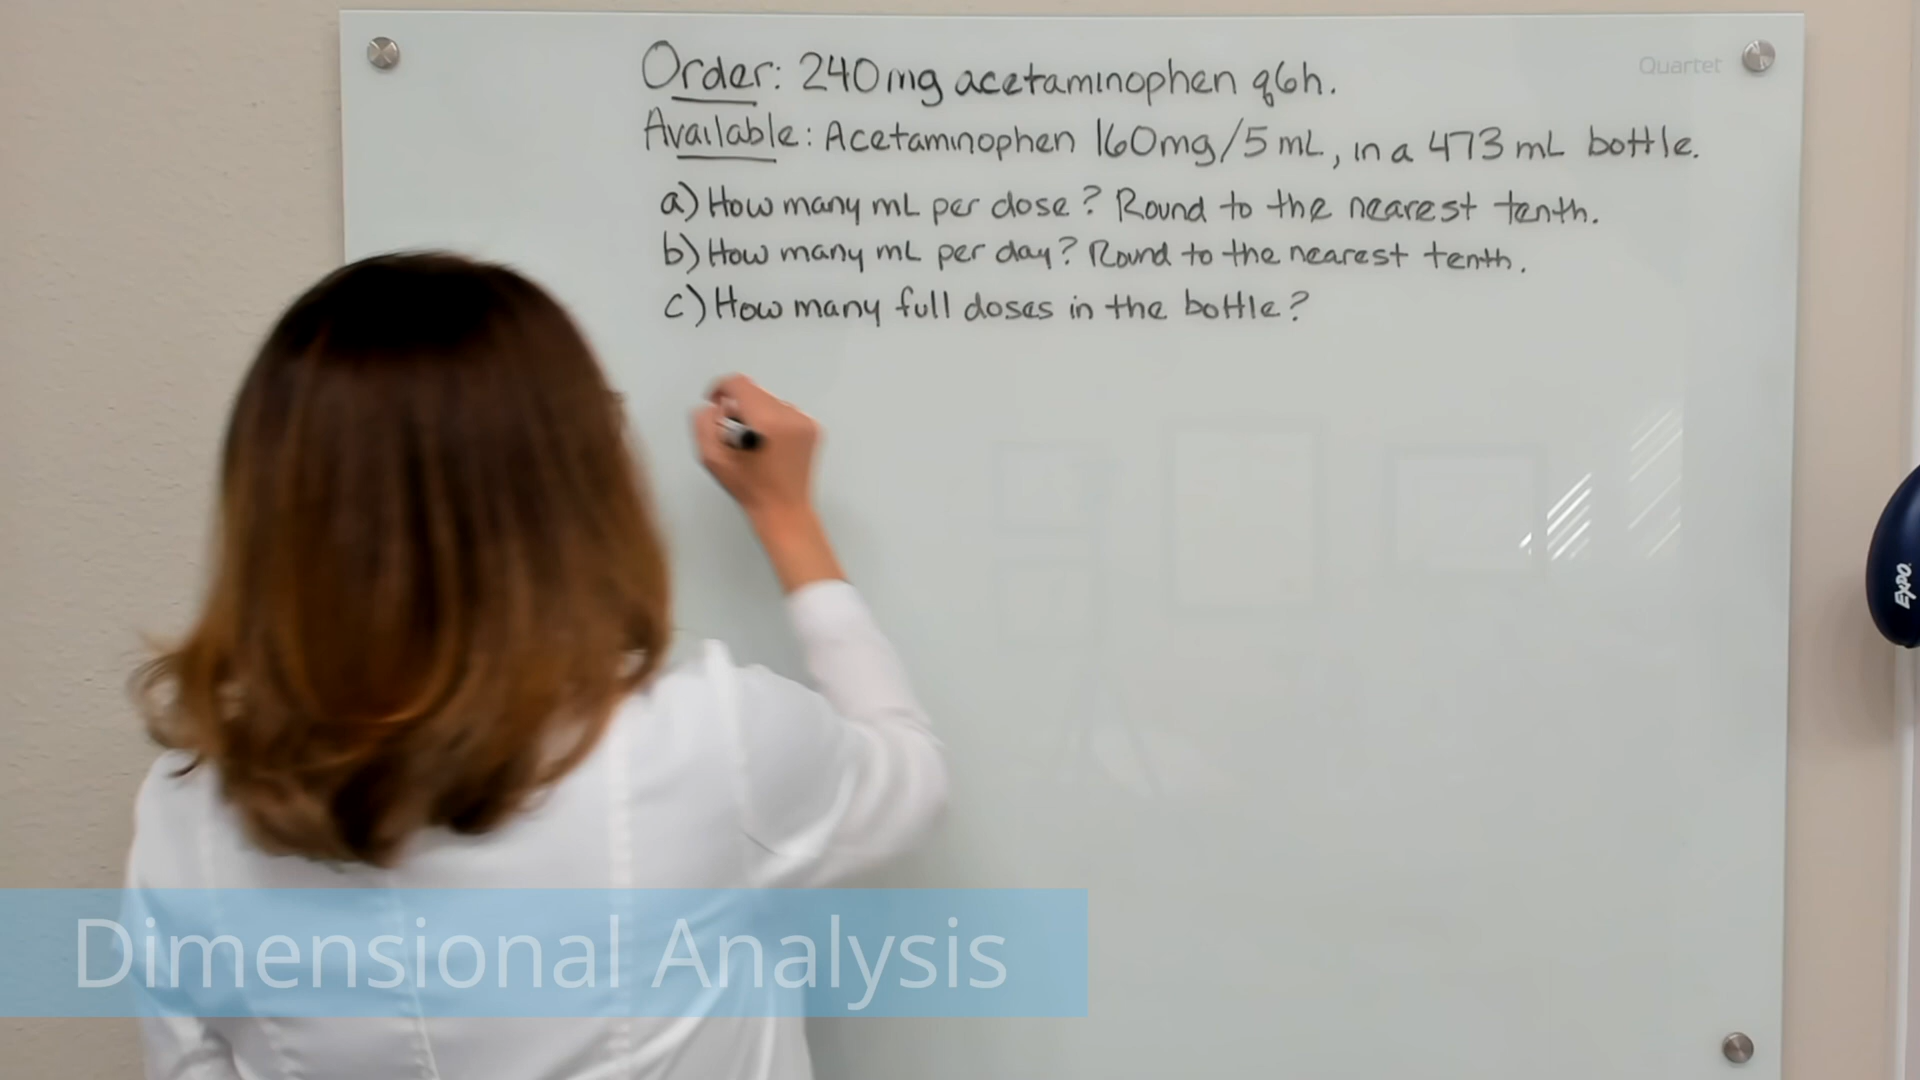 Quartet
Order: 240mg acetaminophen q6h.
Available: Acetaminophen 160mg/5 mL, in a 473 mL bottle.
a) How many mL per dose? Round to the nearest tenth.
b) How many mL per day? Round to the nearest tenth.
c) How many full doses in the bottle?
EXPO
Dimensional Analysis